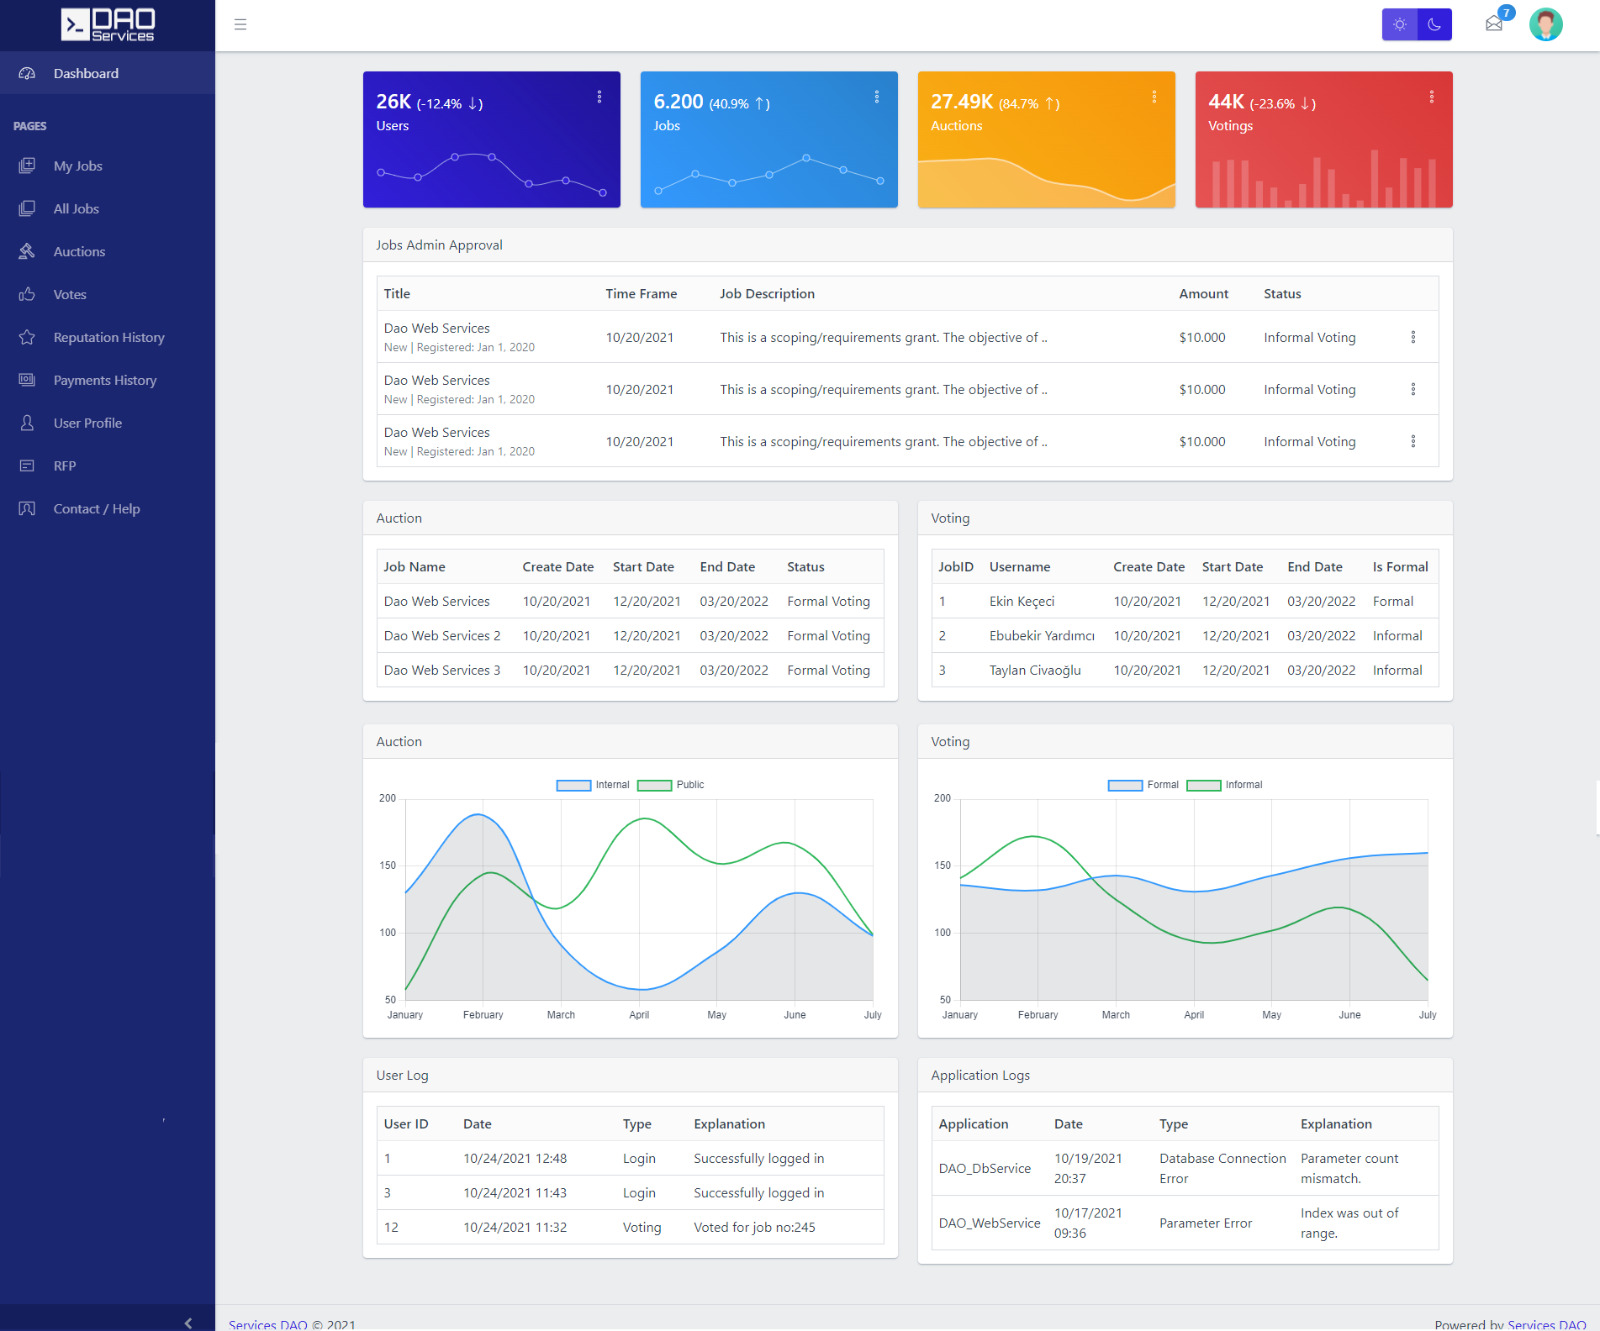 DAO
Services
7
Dashboard
PAGES
My Jobs
All Jobs
Auctions
Votes
Reputation History
Payments History
User Profile
RFP
Contact / Help
26K (-12.4% ↓)
Users
6.200 (40.9% ↑)
Jobs
27.49K (84.7% ↑)
Auctions
44K (-23.6% ↓)
Votings
Jobs Admin Approval
Title Time Frame Job Description Amount Status
Dao Web Services
New | Registered: Jan 1, 2020
10/20/2021 This is a scoping/requirements grant. The objective of .. $10.000 Informal Voting
Dao Web Services
New | Registered: Jan 1, 2020
10/20/2021 This is a scoping/requirements grant. The objective of .. $10.000 Informal Voting
Dao Web Services
New | Registered: Jan 1, 2020
10/20/2021 This is a scoping/requirements grant. The objective of .. $10.000 Informal Voting
Auction
Job Name Create Date Start Date End Date Status
Dao Web Services 10/20/2021 12/20/2021 03/20/2022 Formal Voting
Dao Web Services 2 10/20/2021 12/20/2021 03/20/2022 Formal Voting
Dao Web Services 3 10/20/2021 12/20/2021 03/20/2022 Formal Voting
Voting
JobID Username Create Date Start Date End Date Is Formal
1 Ekin Keçeci 10/20/2021 12/20/2021 03/20/2022 Formal
2 Ebubekir Yardımcı 10/20/2021 12/20/2021 03/20/2022 Informal
3 Taylan Civaoğlu 10/20/2021 12/20/2021 03/20/2022 Informal
Auction
Internal Public
200
150
100
50
January February March April May June July
Voting
Formal Informal
200
150
100
50
January February March April May June July
User Log
User ID Date Type Explanation
1 10/24/2021 12:48 Login Successfully logged in
3 10/24/2021 11:43 Login Successfully logged in
12 10/24/2021 11:32 Voting Voted for job no:245
Application Logs
Application Date Type Explanation
DAO_DbService 10/19/2021 Database Connection Parameter count
20:37 Error mismatch.
DAO_WebService 10/17/2021 Parameter Error Index was out of
09:36 range.
Services DAO © 2021
Powered by Services DAO